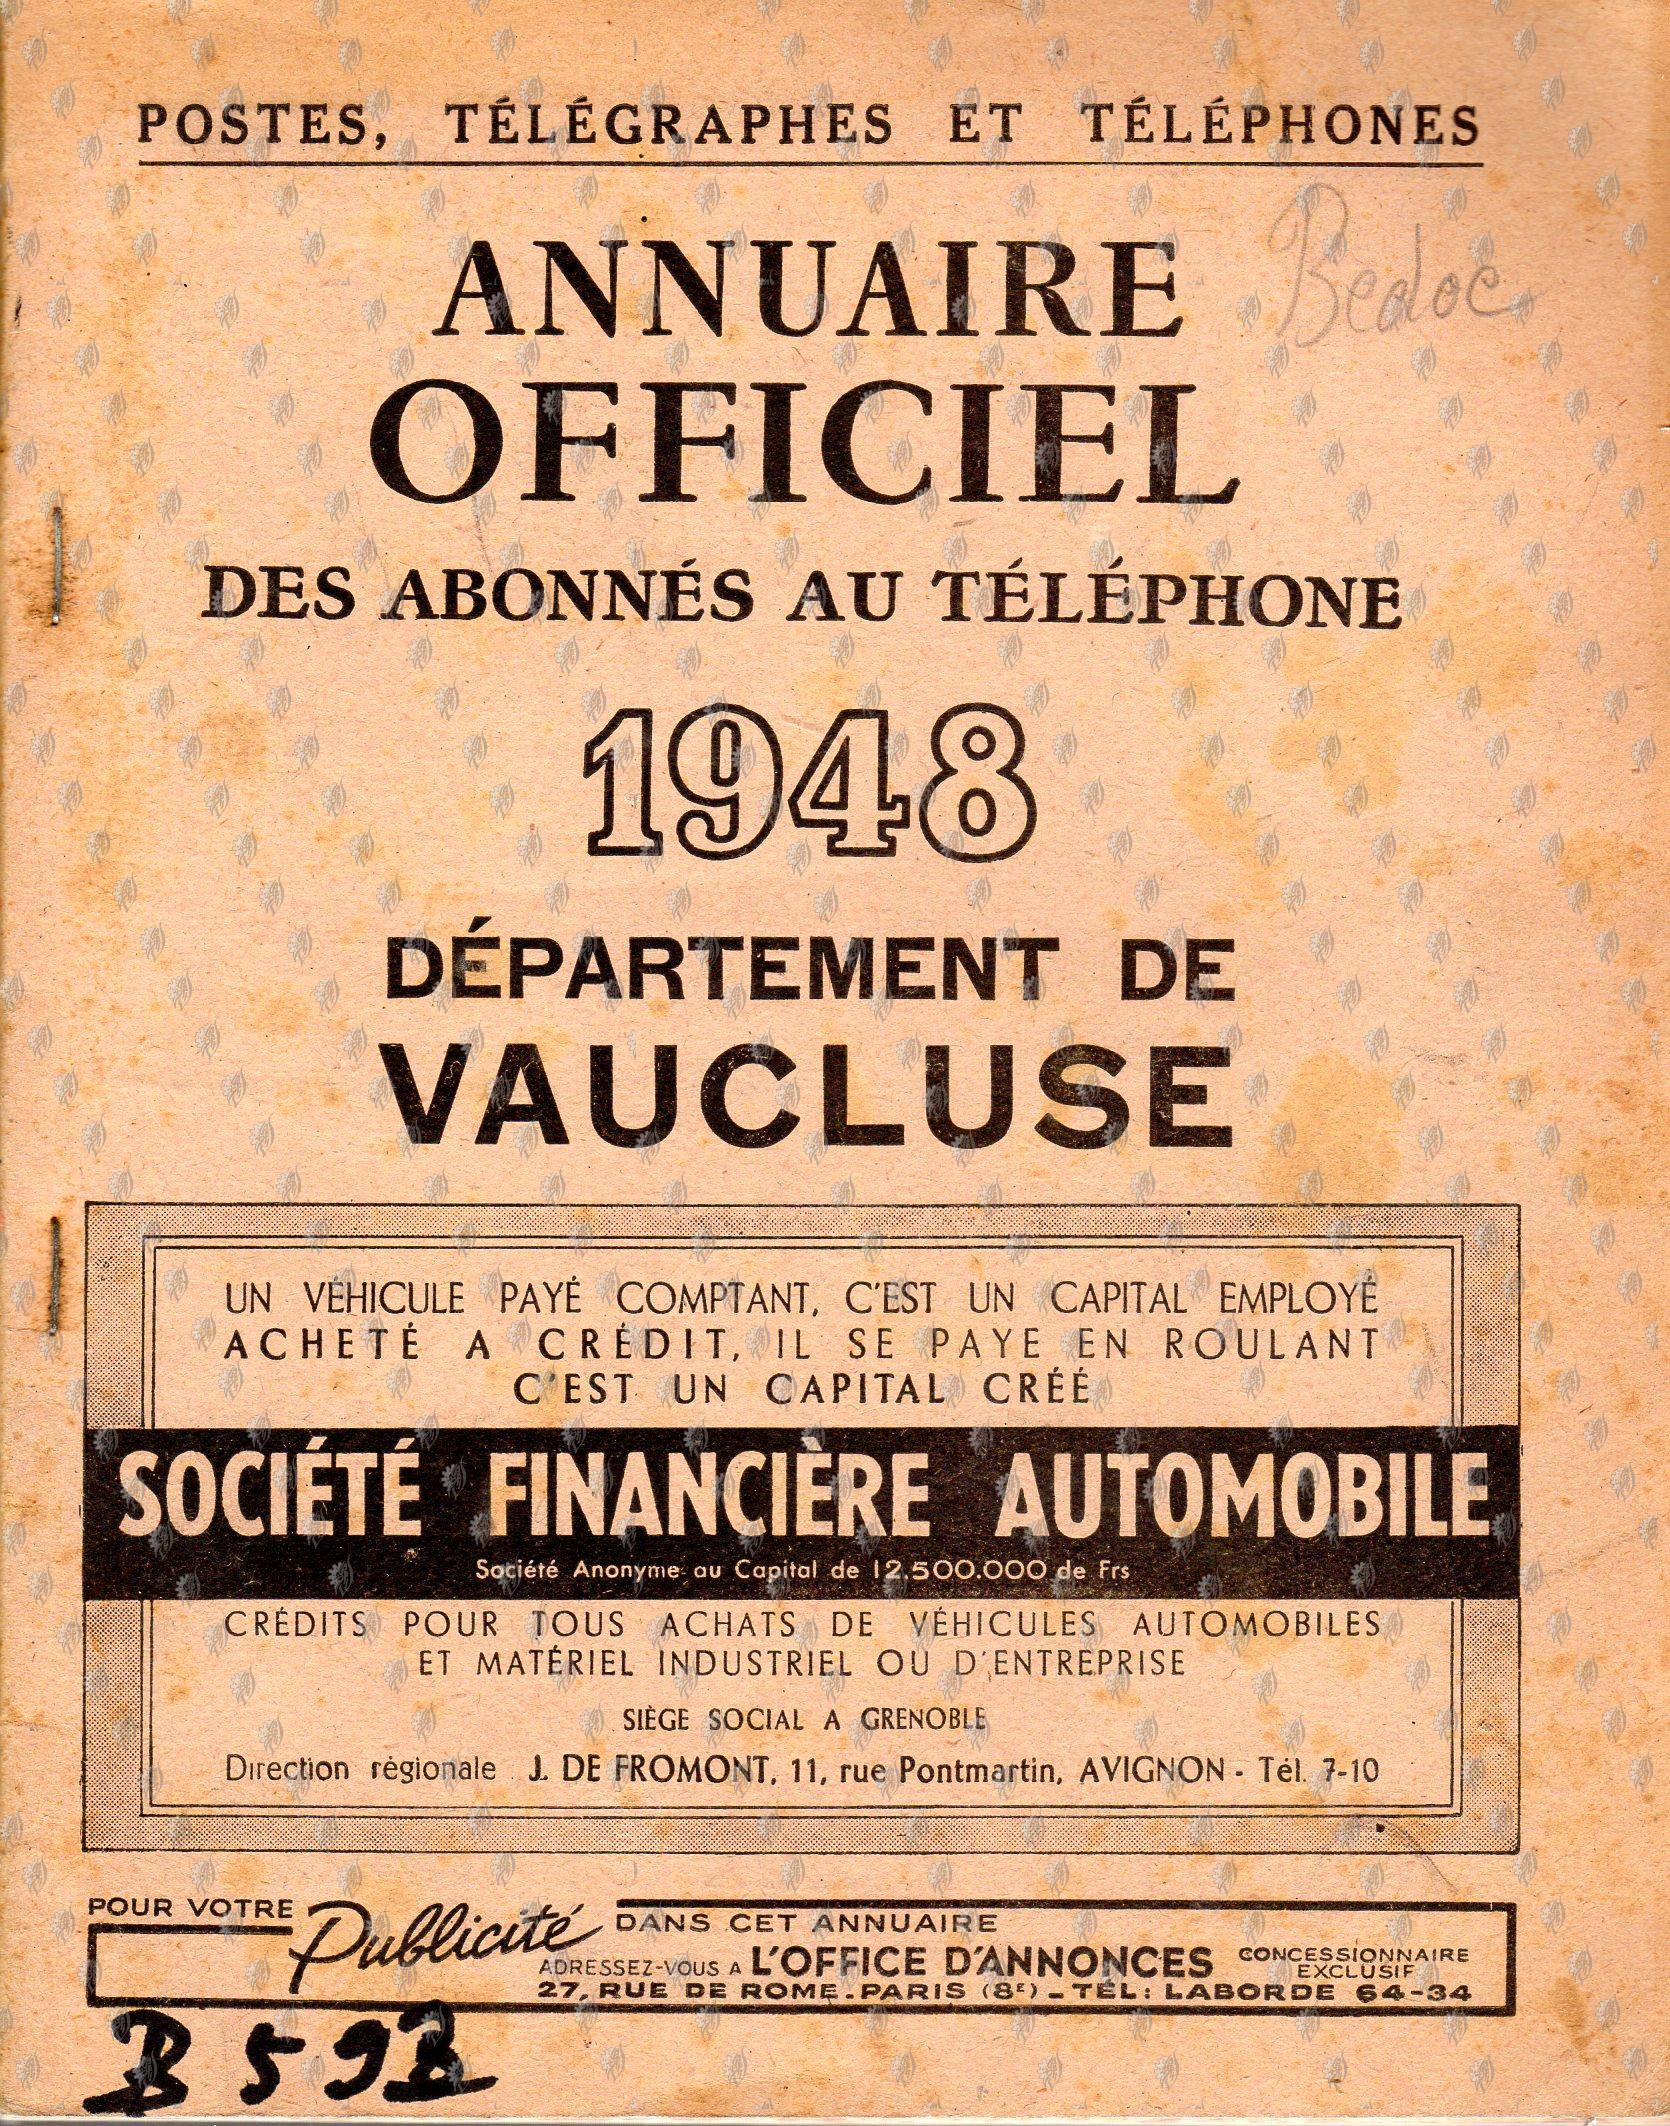 POSTES, TÉLÉGRAPHES ET TÉLÉPHONES
Bedoc
ANNUAIRE
OFFICIEL
DES ABONNÉS AU TÉLÉPHONE
1948
DÉPARTEMENT DE
VAUCLUSE
UN VÉHICULE PAYÉ COMPTANT, C'EST UN CAPITAL EMPLOYÉ
ACHETÉ A CRÉDIT, IL SE PAYE EN ROULANT
C'EST UN CAPITAL CRÉÉ
SOCIÉTÉ FINANCIÈRE AUTOMOBILE
Société Anonyme au Capital de 12.500.000 de Frs
CRÉDITS POUR TOUS ACHATS DE VÉHICULES AUTOMOBILES
ET MATÉRIEL INDUSTRIEL OU D'ENTREPRISE
SIÈGE SOCIAL A GRENOBLE
Direction régionale J. DE FROMONT, 11, rue Pontmartin, AVIGNON - Tél. 7-10
POUR VOTRE Publicité DANS CET ANNUAIRE
ADRESSEZ-VOUS A L'OFFICE D'ANNONCES CONCESSIONNAIRE EXCLUSIF
27, RUE DE ROME. PARIS (8E) - TÉL: LABORDE 64-34